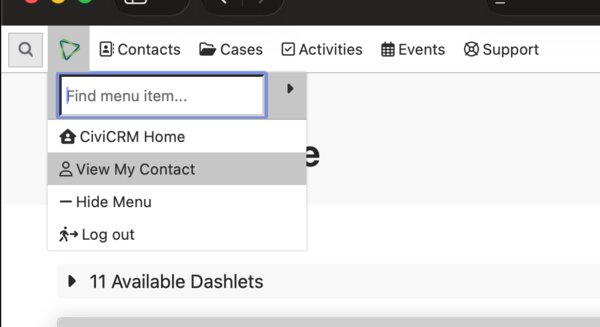 Contacts Cases Activities Events Support
Find menu item...
CiviCRM Home
View My Contact
Hide Menu
Log out
11 Available Dashlets